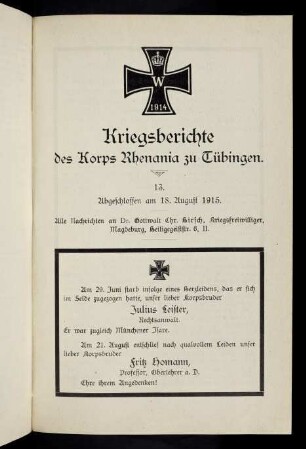 W
1914
Kriegsberichte
des Korps Rhenania zu Tübingen.
13.
Abgeschlossen am 18. August 1915.
Alle Nachrichten an Dr. Gottwalt Chr. Hirsch, Kriegsfreiwilliger,
Magdeburg, Heiligegeiststr. 6, II.
Am 29. Juni starb infolge eines Herzleidens, das er sich
im Felde zugezogen hatte, unser lieber Korpsbruder
Julius Leister,
Rechtsanwalt.
Er war zugleich Münchener Isare.
Am 21. August entschlief nach qualvollem Leiden unser
lieber Korpsbruder
Fritz Homann,
Professor, Oberlehrer a. D.
Ehre ihrem Angedenken!